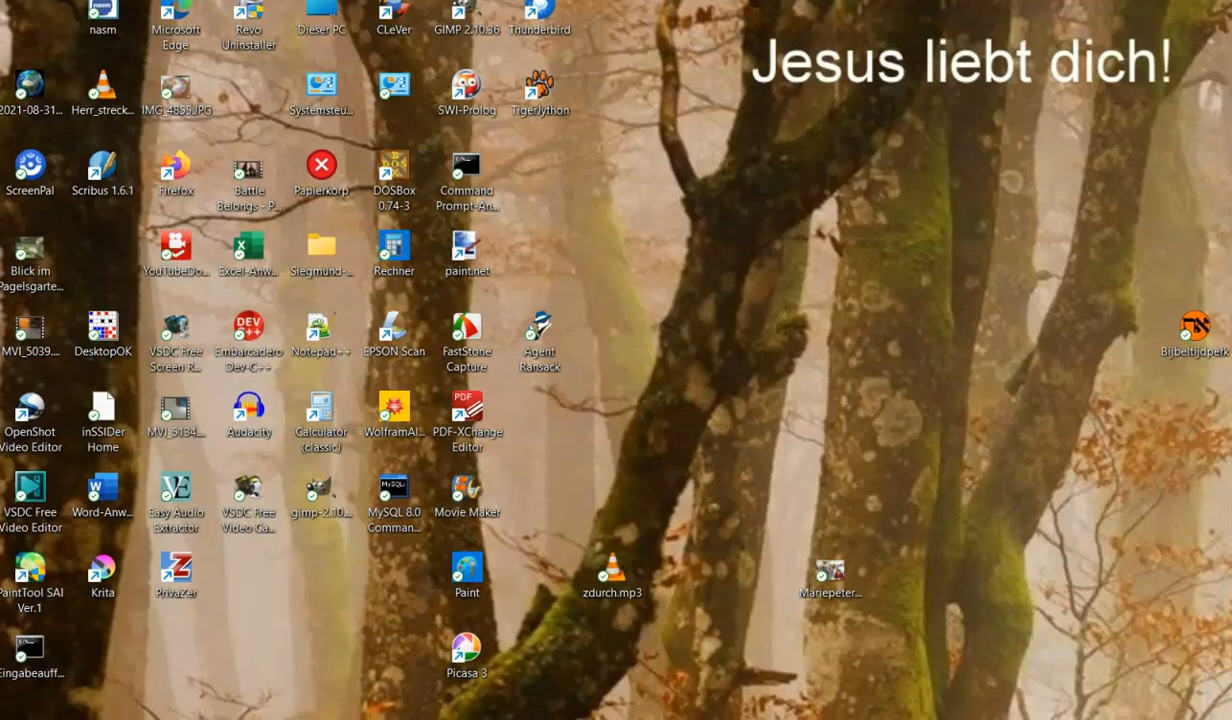 Jesus liebt dich!
nasm
Microsoft
Edge
Revo
Uninstaller
Dieser PC
CLeVer
GIMP 2.10.36
Thunderbird
2021-08-31...
Herr_streck...
IMG_4855.JPG
Systemsteu...
SWI-Prolog
TigerJython
ScreenPal
Scribus 1.6.1
Firefox
Battle
Belongs - P...
Papierkorp
DOSBox
0.74-3
Command
Prompt-An...
Blick im
Pagelsgarte...
YouTubeDo...
Excel-Anw...
Siegmund-...
Rechner
paint.net
MVI_5039....
DesktopOK
VSDC Free
Screen R...
DEV
C++
Embarcadero
Dev-C++
Notepad++
EPSON Scan
FastStone
Capture
Agent
Ransack
Bijbeltijdperk
OpenShot
Video Editor
inSSIDer
Home
MVI_5134....
Audacity
Calculator
(classic)
WolframAl...
PDF
PDF-XChange
Editor
VSDC Free
Video Editor
Word-Anw...
Easy Audio
Extractor
VSDC Free
Video Ca...
gimp-2.10...
MySQL 8.0
Comman...
Movie Maker
PaintTool SAI
Ver.1
Krita
PrivaZer
Paint
zdurch.mp3
Mariepeter...
Eingabeauff...
Picasa 3